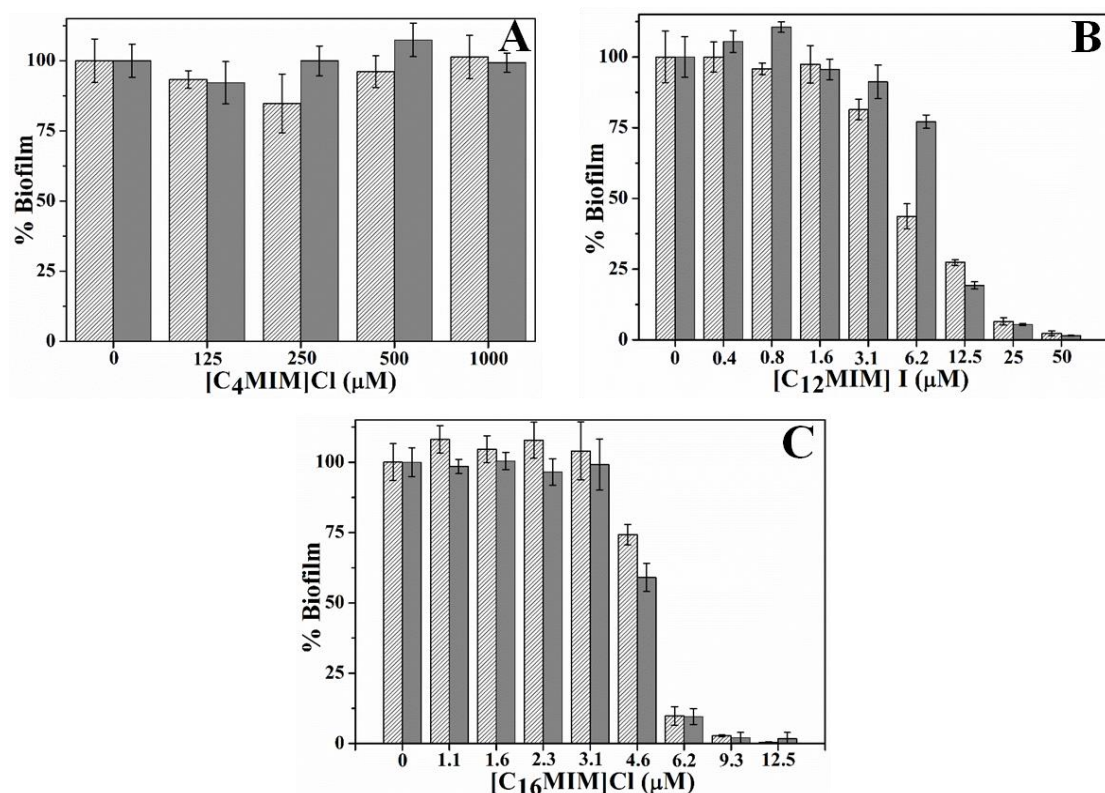 A
% Biofilm
100
75
50
25
0
0 125 250 500 1000
[C4MIM]Cl (μM)
B
% Biofilm
100
75
50
25
0
0 0.4 0.8 1.6 3.1 6.2 12.5 25 50
[C12MIM] I (μM)
C
% Biofilm
100
75
50
25
0
0 1.1 1.6 2.3 3.1 4.6 6.2 9.3 12.5
[C16MIM]Cl (μM)